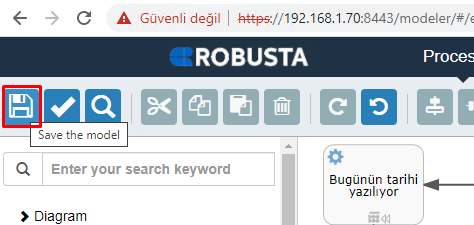 Güvenli değil
https://192.168.1.70:8443/modeler/#/e
ROBUSTA
Proces
Save the model
Enter your search keyword
Diagram
Bugünün tarihi
yazılıyor